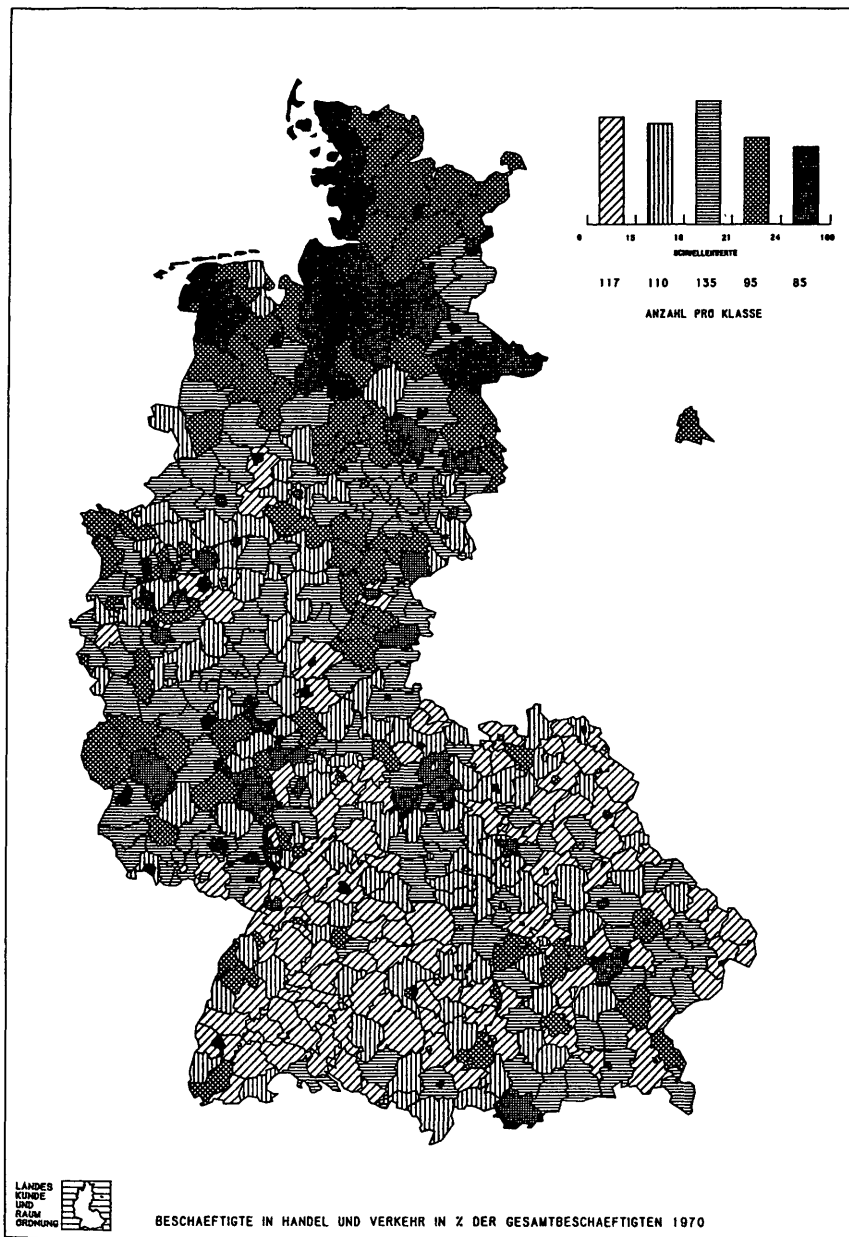 0 15 18 21 24 100
SCHWELLENWERTE
117 110 135 95 85
ANZAHL PRO KLASSE
LANDES
KUNDE
UND
RAUM
ORDNUNG
BESCHAEFTIGTE IN HANDEL UND VERKEHR IN % DER GESAMTBESCHAEFTIGTEN 1970